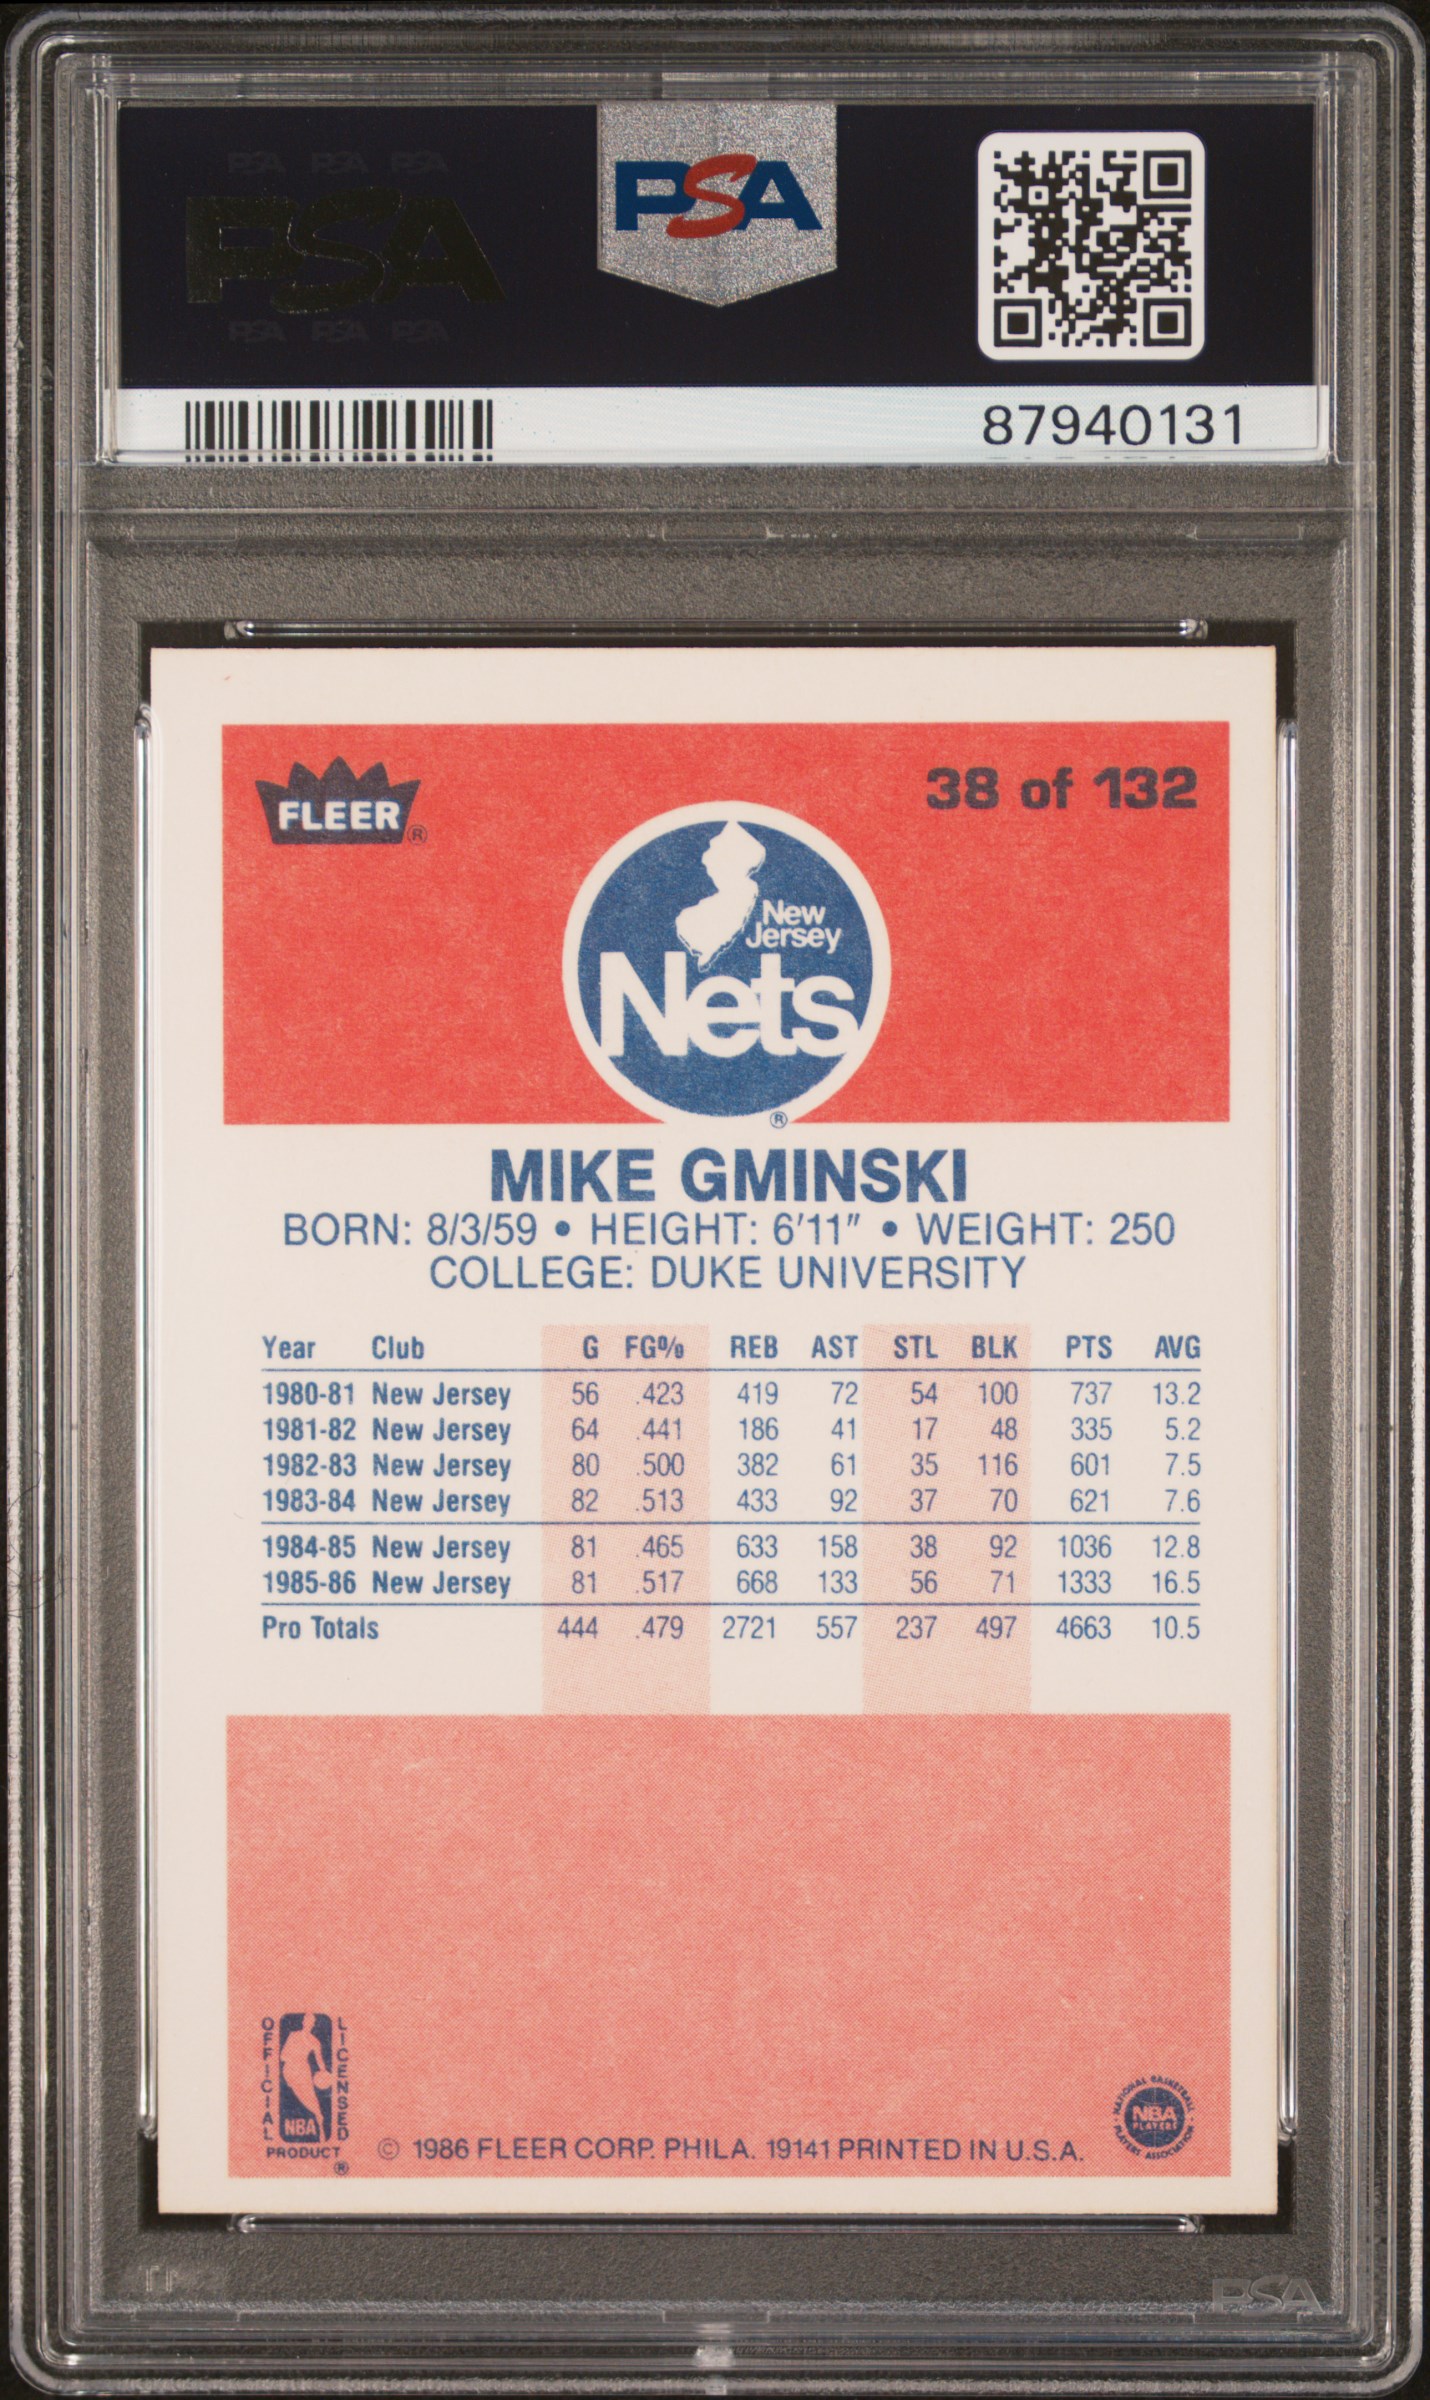 PSA PSA PSA
PSA
PSA PSA PSA
PSA
87940131
FLEER ®
38 of 132
New
Jersey
Nets
®
MIKE GMINSKI
BORN: 8/3/59 • HEIGHT: 6'11" • WEIGHT: 250
COLLEGE: DUKE UNIVERSITY
Year Club G FG% REB AST STL BLK PTS AVG
1980-81 New Jersey 56 .423 419 72 54 100 737 13.2
1981-82 New Jersey 64 .441 186 41 17 48 335 5.2
1982-83 New Jersey 80 .500 382 61 35 116 601 7.5
1983-84 New Jersey 82 .513 433 92 37 70 621 7.6
1984-85 New Jersey 81 .465 633 158 38 92 1036 12.8
1985-86 New Jersey 81 .517 668 133 56 71 1333 16.5
Pro Totals 444 .479 2721 557 237 497 4663 10.5
OFFICIAL
NBA
LICENSED
PRODUCT ®
© 1986 FLEER CORP. PHILA. 19141 PRINTED IN U.S.A.
NATIONAL BASKETBALL
NBA
PLAYERS
PLAYERS ASSOCIATION
PSA